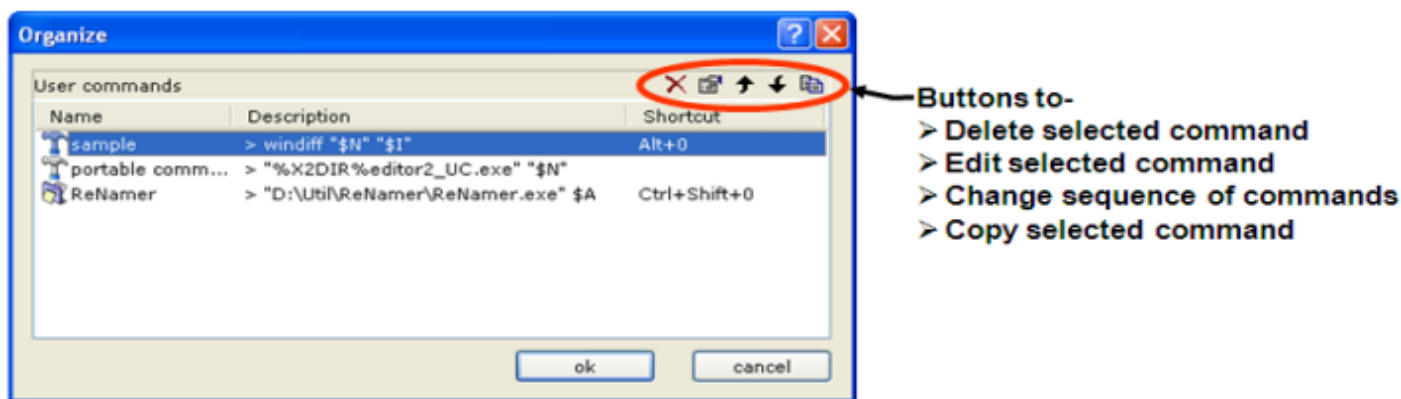 Organize
User commands
Name Description Shortcut
sample > windiff "$N" "$I" Alt+0
portable comm... > "%X2DIR%editor2_UC.exe" "$N"
ReNamer > "D:\Util\ReNamer\ReNamer.exe" $A Ctrl+Shift+0
ok cancel
Buttons to-
➢ Delete selected command
➢ Edit selected command
➢ Change sequence of commands
➢ Copy selected command